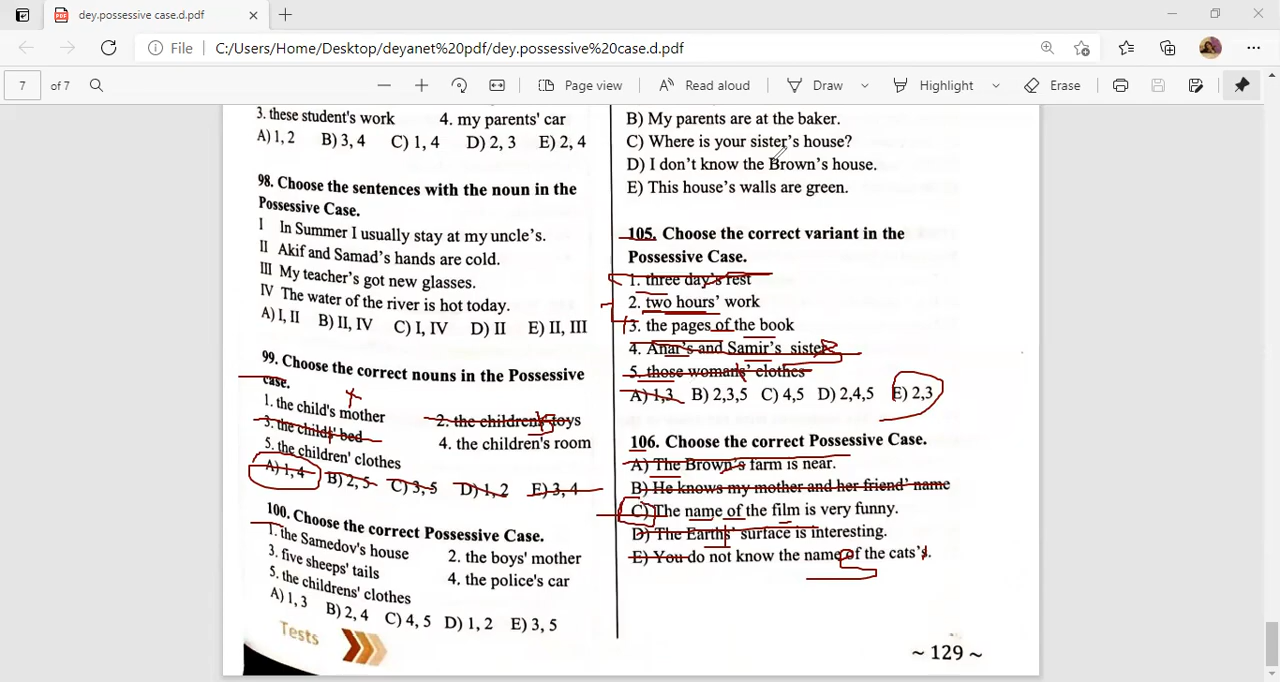 dey.possessive case.d.pdf
File C:/Users/Home/Desktop/deyanet%20pdf/dey.possessive%20case.d.pdf
7 of 7 Page view Read aloud Draw Highlight Erase
3. these student's work 4. my parents' car
A) 1, 2 B) 3, 4 C) 1, 4 D) 2, 3 E) 2, 4
98. Choose the sentences with the noun in the
Possessive Case.
I In Summer I usually stay at my uncle's.
II Akif and Samad's hands are cold.
III My teacher's got new glasses.
IV The water of the river is hot today.
A) I, II B) II, IV C) I, IV D) II E) II, III
99. Choose the correct nouns in the Possessive
case.
1. the child's mother 2. the childrens' toys
3. the childs' bed 4. the children's room
5. the children' clothes
A) 1, 4 B) 2, 5 C) 3, 5 D) 1, 2 E) 3, 4
100. Choose the correct Possessive Case.
1. the Samedov's house 2. the boys' mother
3. five sheeps' tails 4. the police's car
5. the childrens' clothes
A) 1, 3 B) 2, 4 C) 4, 5 D) 1, 2 E) 3, 5
Tests
B) My parents are at the baker.
C) Where is your sister's house?
D) I don't know the Brown's house.
E) This house's walls are green.
105. Choose the correct variant in the
Possessive Case.
1. three day's rest
2. two hours' work
3. the pages of the book
4. Anar's and Samir's sister
5. those womans' clothes
A) 1,3 B) 2,3,5 C) 4,5 D) 2,4,5 E) 2,3
106. Choose the correct Possessive Case.
A) The Brown's farm is near.
B) He knows my mother and her friend' name
C) The name of the film is very funny.
D) The Earths' surface is interesting.
E) You do not know the name of the cats'.
~ 129 ~